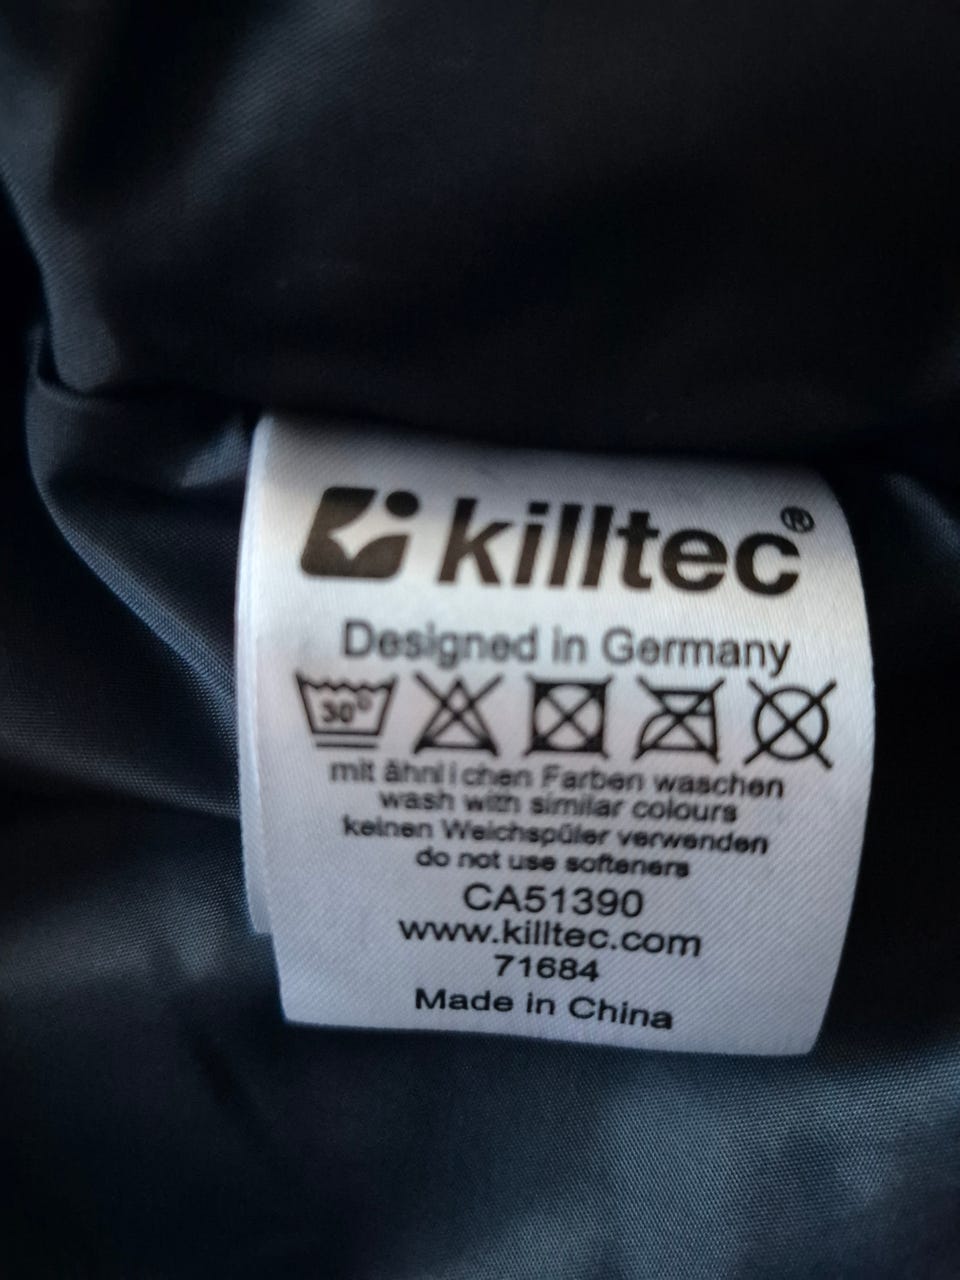 killtec®
Designed in Germany
30°
mit ähnlichen Farben waschen
wash with similar colours
keinen Weichspüler verwenden
do not use softeners
CA51390
www.killtec.com
71684
Made in China